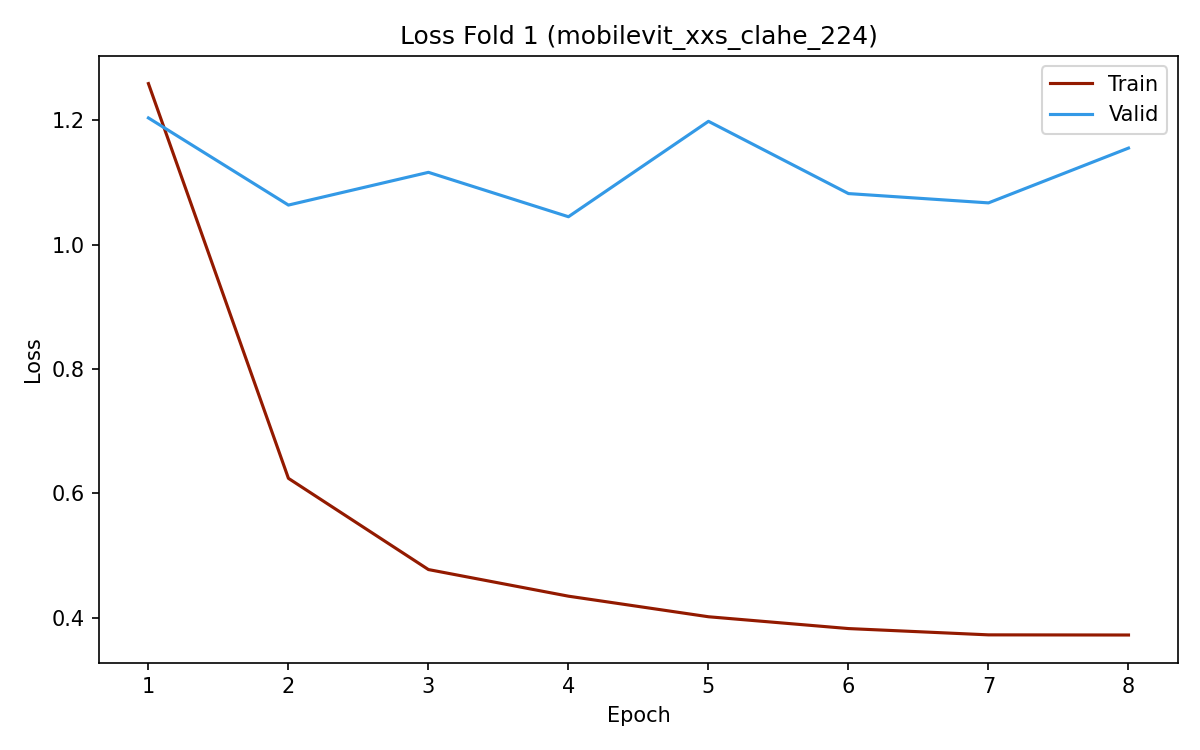 Loss Fold 1 (mobilevit_xxs_clahe_224)
Train
Valid
1.2
1.0
0.8
0.6
0.4
Loss
1 2 3 4 5 6 7 8
Epoch